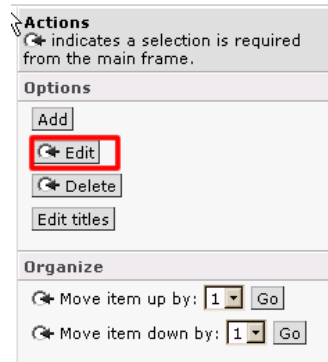 Actions
indicates a selection is required
from the main frame.
Options
Add
Edit
Delete
Edit titles
Organize
Move item up by: 1 Go
Move item down by: 1 Go